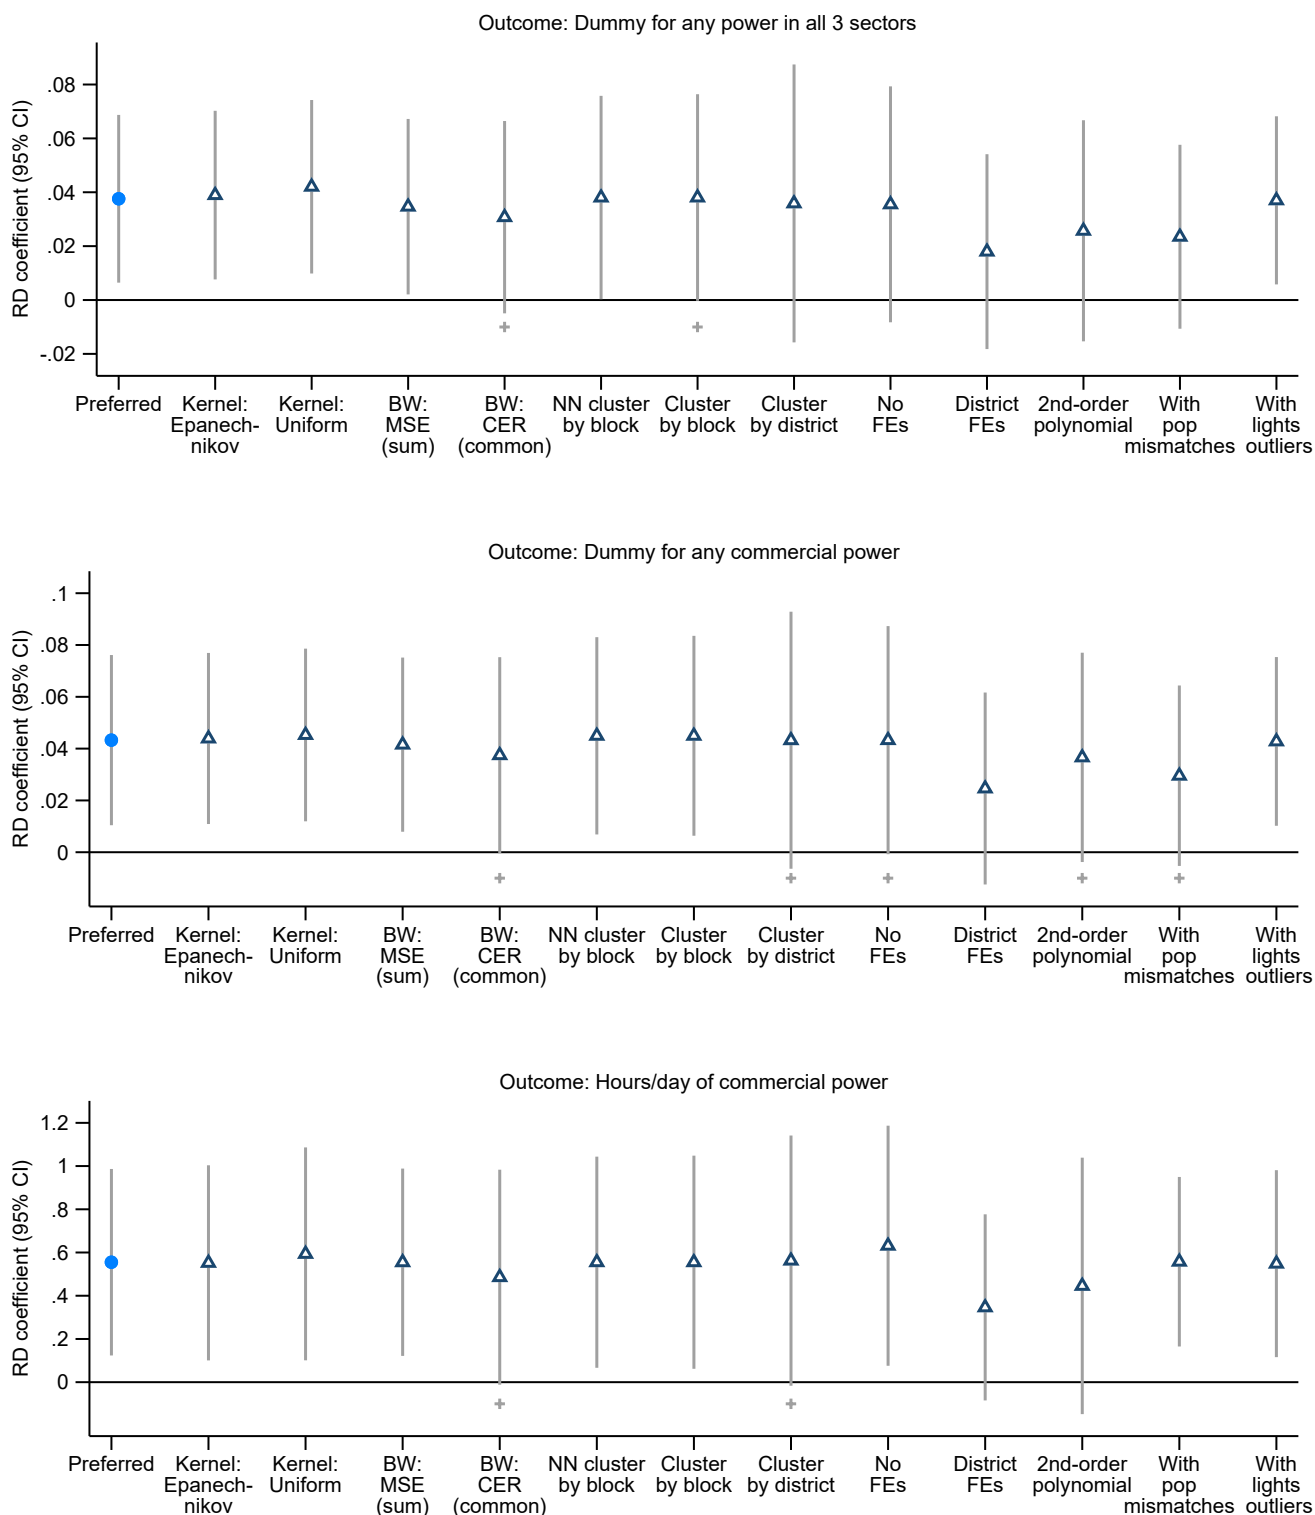 Outcome: Dummy for any power in all 3 sectors
RD coefficient (95% CI)
.08
.06
.04
.02
0
-.02
Preferred
Kernel:
Epanech-
nikov
Kernel:
Uniform
BW:
MSE
(sum)
BW:
CER
(common)
NN cluster
by block
Cluster
by block
Cluster
by district
No
FEs
District
FEs
2nd-order
polynomial
With
pop
mismatches
With
lights
outliers
Outcome: Dummy for any commercial power
RD coefficient (95% CI)
.1
.08
.06
.04
.02
0
Preferred
Kernel:
Epanech-
nikov
Kernel:
Uniform
BW:
MSE
(sum)
BW:
CER
(common)
NN cluster
by block
Cluster
by block
Cluster
by district
No
FEs
District
FEs
2nd-order
polynomial
With
pop
mismatches
With
lights
outliers
Outcome: Hours/day of commercial power
RD coefficient (95% CI)
1.2
1
.8
.6
.4
.2
0
Preferred
Kernel:
Epanech-
nikov
Kernel:
Uniform
BW:
MSE
(sum)
BW:
CER
(common)
NN cluster
by block
Cluster
by block
Cluster
by district
No
FEs
District
FEs
2nd-order
polynomial
With
pop
mismatches
With
lights
outliers